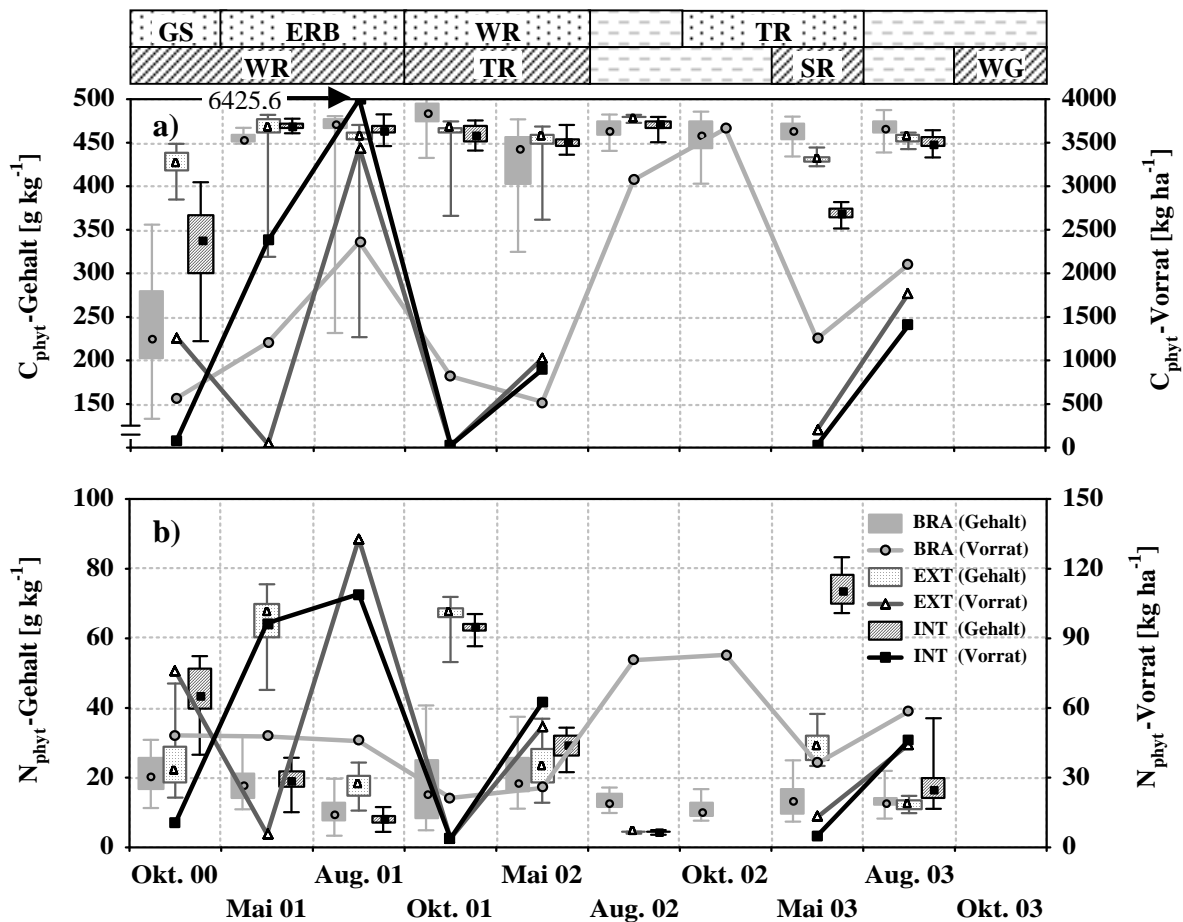 GS ERB WR TR
WR TR SR WG
6425.6
a)
500
450
400
350
300
250
200
150
C_phyt-Gehalt [g kg⁻¹]
4000
3500
3000
2500
2000
1500
1000
500
0
C_phyt-Vorrat [kg ha⁻¹]
b)
100
80
60
40
20
0
N_phyt-Gehalt [g kg⁻¹]
150
120
90
60
30
0
N_phyt-Vorrat [kg ha⁻¹]
BRA (Gehalt)
BRA (Vorrat)
EXT (Gehalt)
EXT (Vorrat)
INT (Gehalt)
INT (Vorrat)
Okt. 00 Aug. 01 Mai 02 Okt. 02 Aug. 03
Mai 01 Okt. 01 Aug. 02 Mai 03 Okt. 03